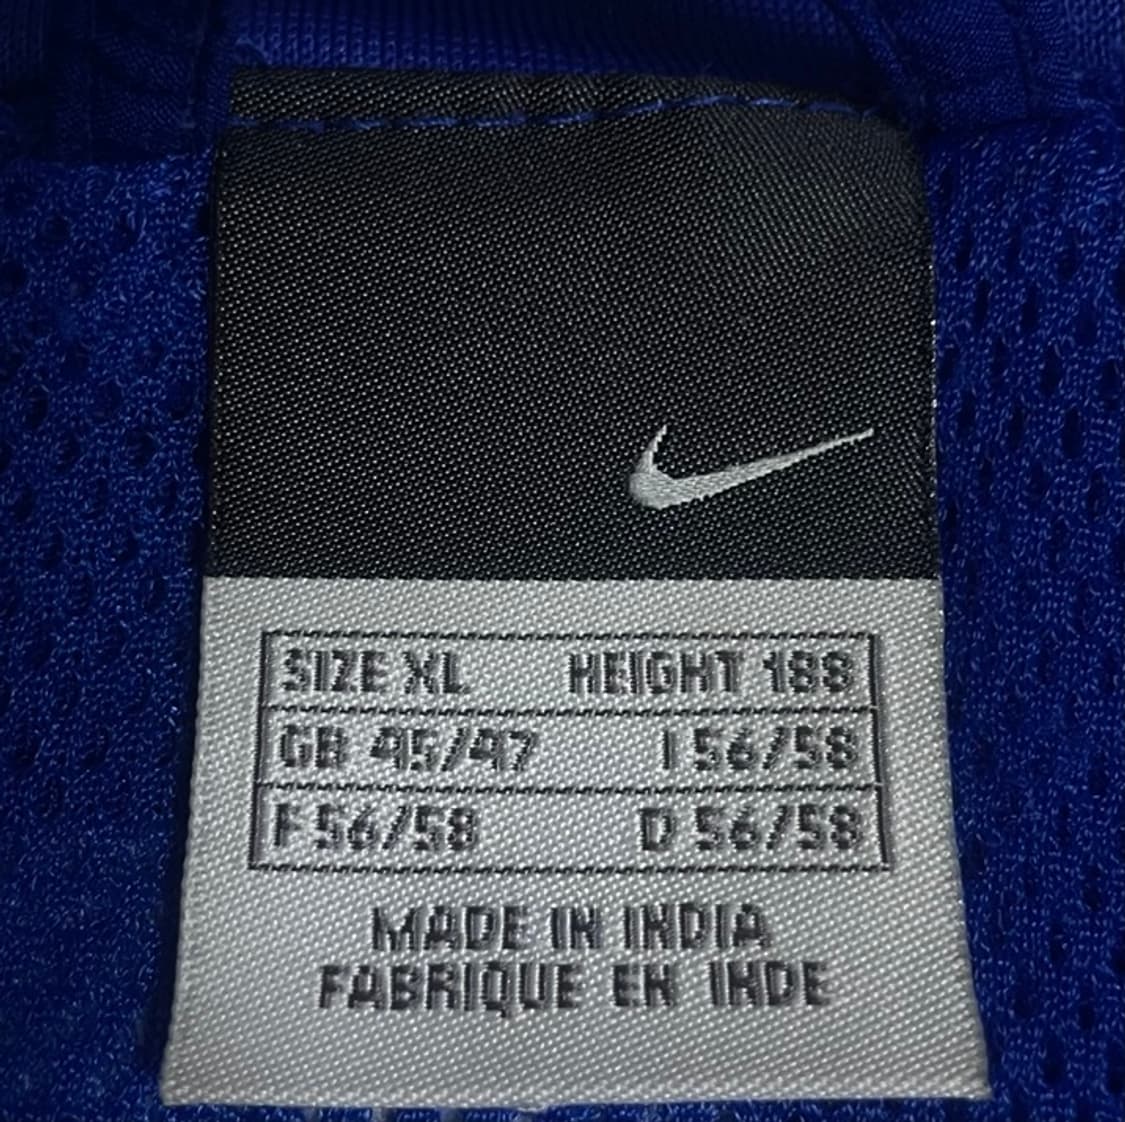 SIZE XL HEIGHT 188
GB 45/47 I 56/58
F 56/58 D 56/58
MADE IN INDIA
FABRIQUE EN INDE